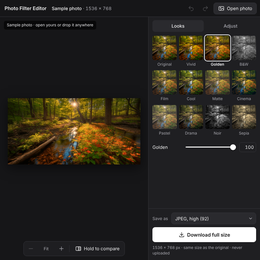 Photo Filter Editor
Sample photo · 1536 × 768
Open photo
Sample photo · open yours or drop it anywhere
Looks
Adjust
Original
Vivid
Golden
B&W
Film
Cool
Matte
Cinema
Pastel
Drama
Noir
Sepia
Golden
100
Save as
JPEG, high (92)
Download full size
1536 × 768 px · same size as the original · never uploaded
Fit
Hold to compare